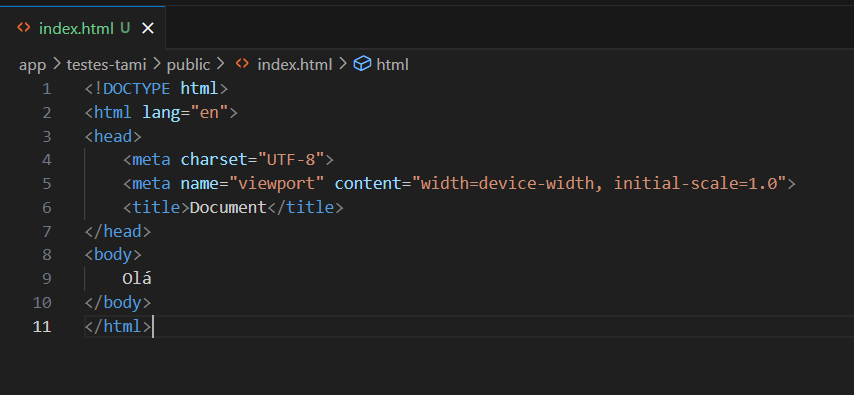 index.html U
app > testes-tami > public > index.html > html
1 <!DOCTYPE html>
2 <html lang="en">
3 <head>
4     <meta charset="UTF-8">
5     <meta name="viewport" content="width=device-width, initial-scale=1.0">
6     <title>Document</title>
7 </head>
8 <body>
9     Olá
10 </body>
11 </html>